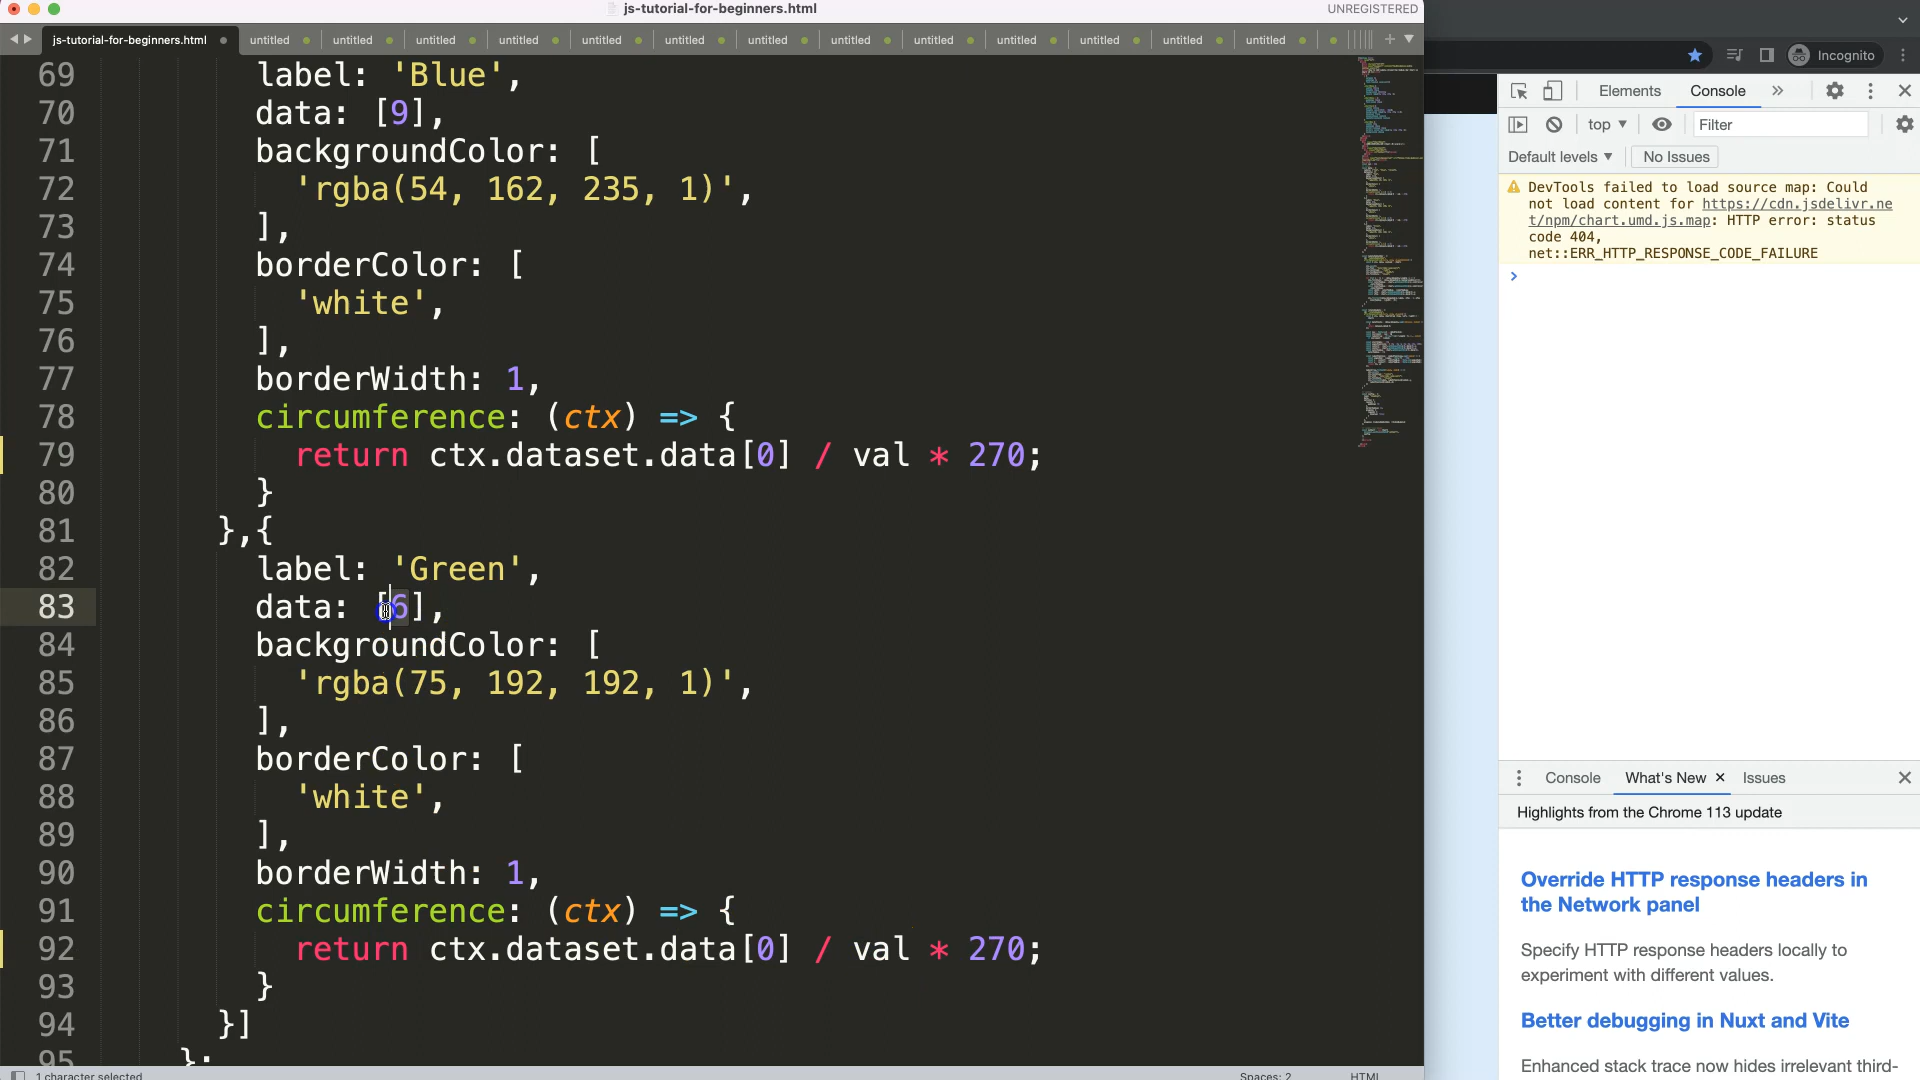 js-tutorial-for-beginners.html
UNREGISTERED
js-tutorial-for-beginners.html untitled untitled untitled untitled untitled untitled untitled untitled untitled untitled untitled untitled untitled
69 label: 'Blue',
70 data: [9],
71 backgroundColor: [
72 'rgba(54, 162, 235, 1)',
73 ],
74 borderColor: [
75 'white',
76 ],
77 borderWidth: 1,
78 circumference: (ctx) => {
79 return ctx.dataset.data[0] / val * 270;
80 }
81 },{
82 label: 'Green',
83 data: [6],
84 backgroundColor: [
85 'rgba(75, 192, 192, 1)',
86 ],
87 borderColor: [
88 'white',
89 ],
90 borderWidth: 1,
91 circumference: (ctx) => {
92 return ctx.dataset.data[0] / val * 270;
93 }
94 }]
95 };
1 character selected
Spaces: 2 HTML
Incognito
Elements Console »
top Filter
Default levels No Issues
DevTools failed to load source map: Could
not load content for https://cdn.jsdelivr.ne
t/npm/chart.umd.js.map: HTTP error: status
code 404,
net::ERR_HTTP_RESPONSE_CODE_FAILURE
>
Console What's New × Issues
Highlights from the Chrome 113 update
Override HTTP response headers in
the Network panel
Specify HTTP response headers locally to
experiment with different values.
Better debugging in Nuxt and Vite
Enhanced stack trace now hides irrelevant third-